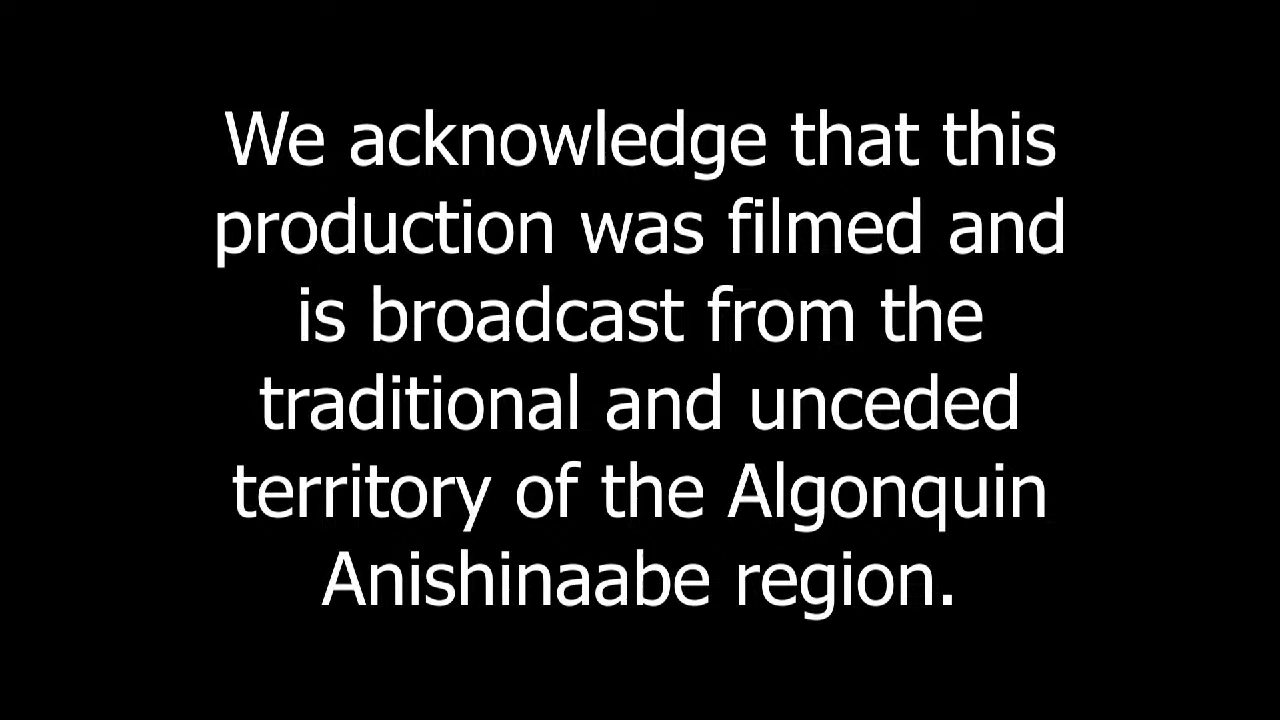 We acknowledge that this
production was filmed and
is broadcast from the
traditional and unceded
territory of the Algonquin
Anishinaabe region.